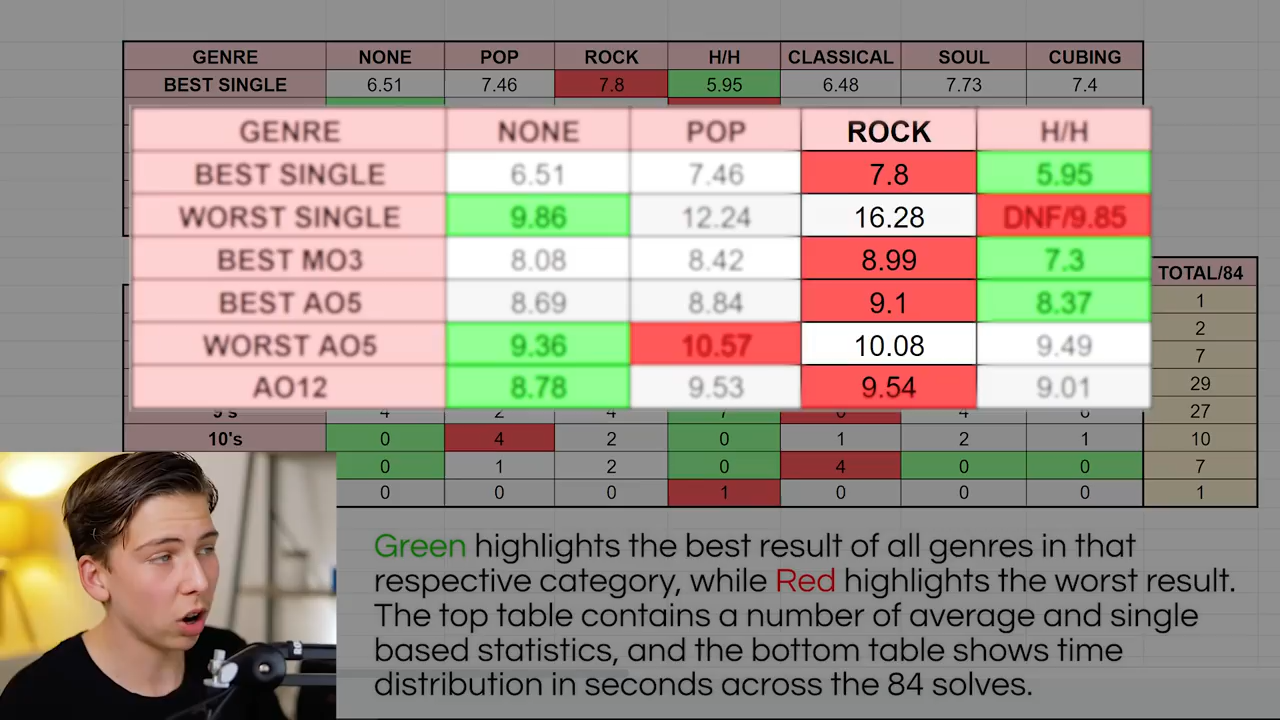 GENRE NONE POP ROCK H/H CLASSICAL SOUL CUBING
BEST SINGLE 6.51 7.46 7.8 5.95 6.48 7.73 7.4
GENRE NONE POP ROCK H/H
BEST SINGLE 6.51 7.46 7.8 5.95
WORST SINGLE 9.86 12.24 16.28 DNF/9.85
BEST MO3 8.08 8.42 8.99 7.3
BEST AO5 8.69 8.84 9.1 8.37
WORST AO5 9.36 10.57 10.08 9.49
AO12 8.78 9.53 9.54 9.01
TOTAL/84
1
2
7
29
9's 4 2 4 7 0 4 6 27
10's 0 4 2 0 1 2 1 10
0 1 2 0 4 0 0 7
0 0 0 1 0 0 0 1
Green highlights the best result of all genres in that
respective category, while Red highlights the worst result.
The top table contains a number of average and single
based statistics, and the bottom table shows time
distribution in seconds across the 84 solves.